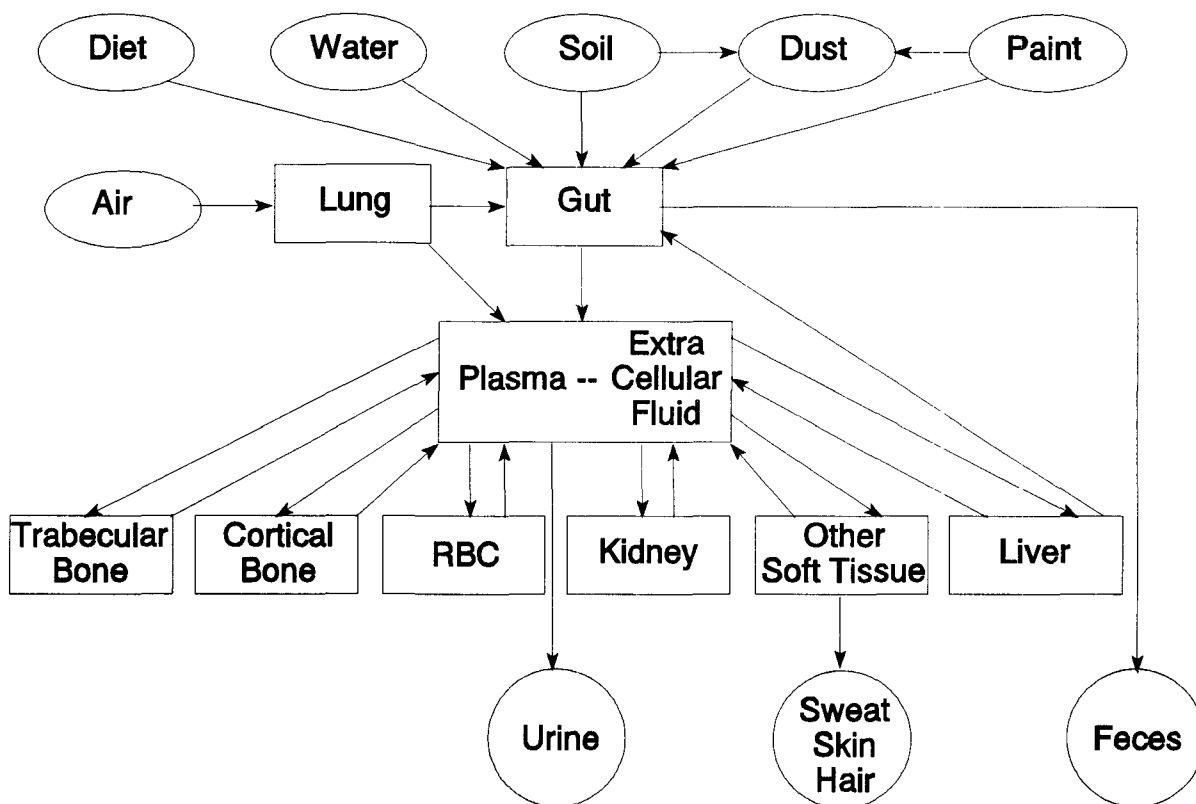 Diet
Water
Soil
Dust
Paint
Air
Lung
Gut
Plasma -- Extra
Cellular
Fluid
Trabecular
Bone
Cortical
Bone
RBC
Kidney
Other
Soft Tissue
Liver
Urine
Sweat
Skin
Hair
Feces